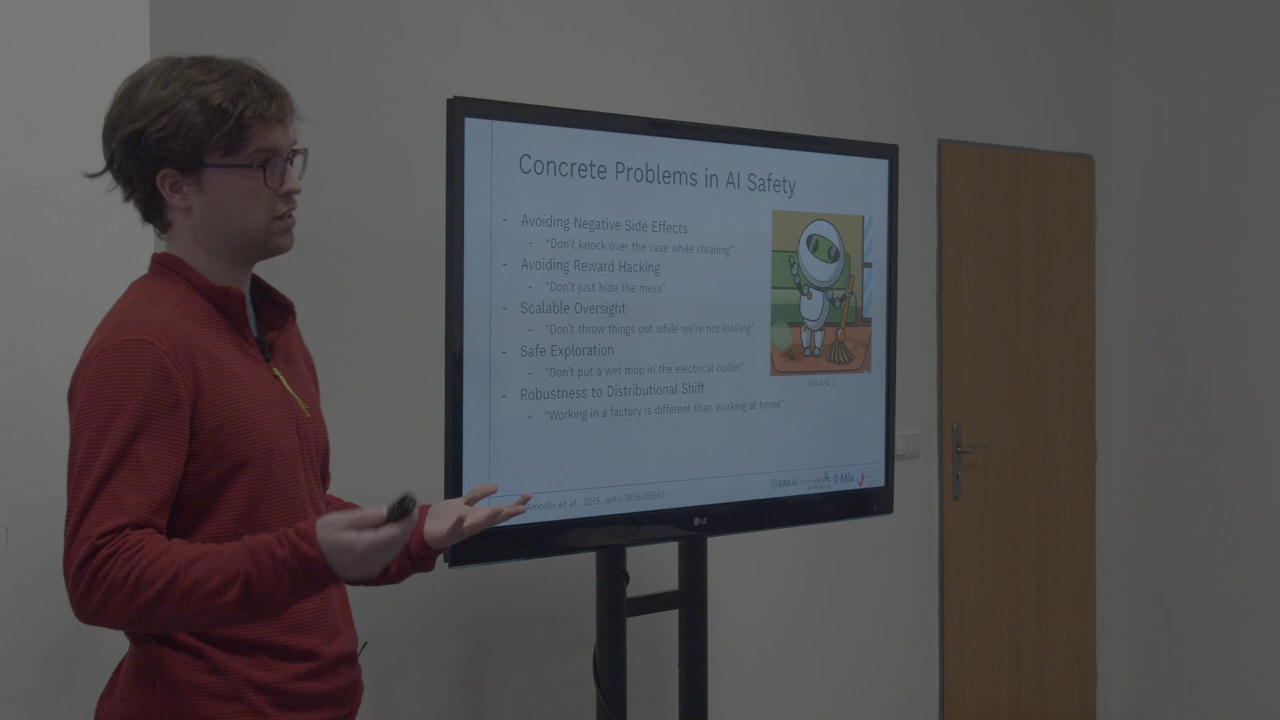 Concrete Problems in AI Safety
- Avoiding Negative Side Effects
- "Don't knock over the vase while cleaning"
- Avoiding Reward Hacking
- "Don't just hide the mess"
- Scalable Oversight
- "Don't throw things out while we're not looking"
- Safe Exploration
- "Don't put a wet mop in the electrical outlet"
- Robustness to Distributional Shift
- "Working in a factory is different than working at home"
DALL-E 2
Amodei et al., 2015, arXiv:1606.06565
FAR AI
Mila
LG